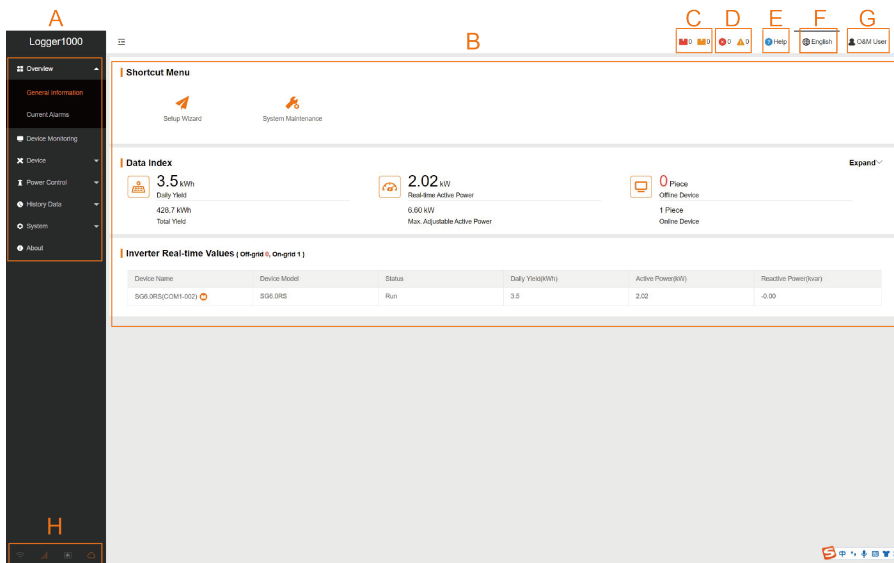 A
B
C
D
E
F
G
Logger1000
0
0
0
0
Help
English
O&M User
Overview
General Information
Current Alarms
Device Monitoring
Device
Power Control
History Data
System
About
Shortcut Menu
Setup Wizard
System Maintenance
Data Index
Expand
3.5 kWh
Daily Yield
428.7 kWh
Total Yield
2.02 kW
Real-time Active Power
6.60 kW
Max. Adjustable Active Power
0 Piece
Offline Device
1 Piece
Online Device
Inverter Real-time Values ( Off-grid 0, On-grid 1 )
Device Name Device Model Status Daily Yield(kWh) Active Power(kW) Reactive Power(kvar)
SG6.0RS(COM1-002) SG6.0RS Run 3.5 2.02 -0.00
H
S 中